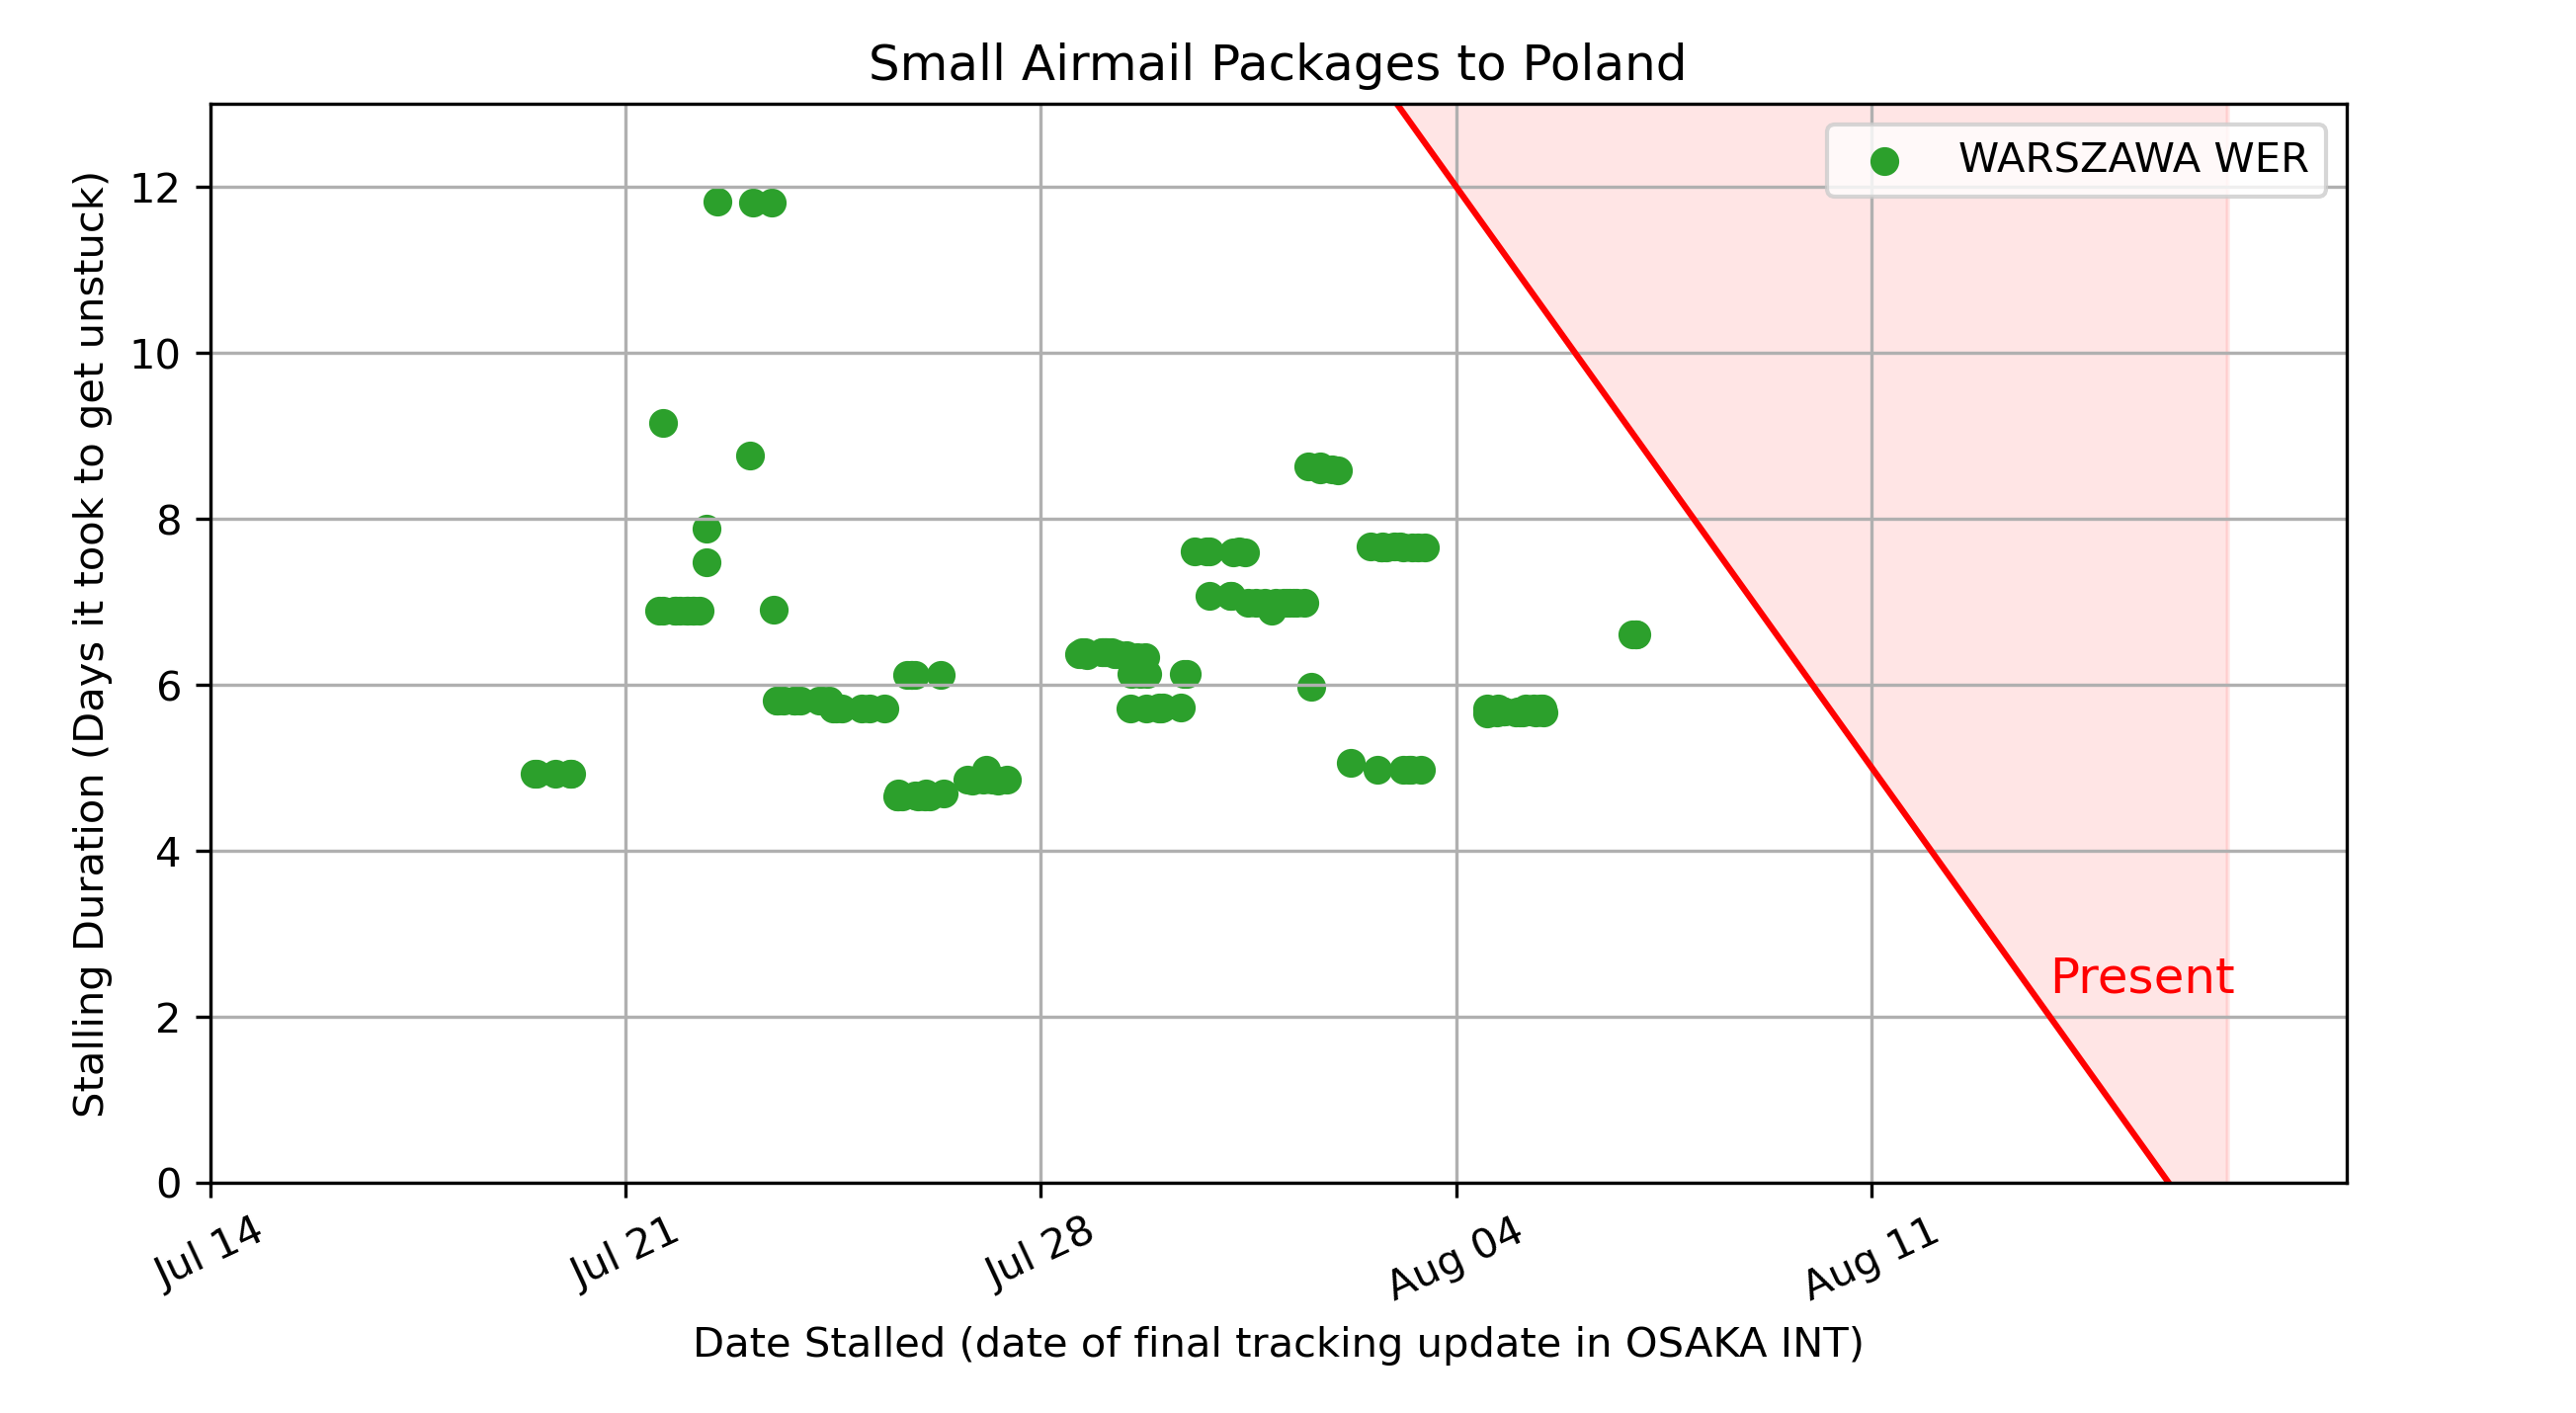 Small Airmail Packages to Poland
WARSZAWA WER
Stalling Duration (Days it took to get unstuck)
12
10
8
6
4
2
0
Present
Jul 14
Jul 21
Jul 28
Aug 04
Aug 11
Date Stalled (date of final tracking update in OSAKA INT)